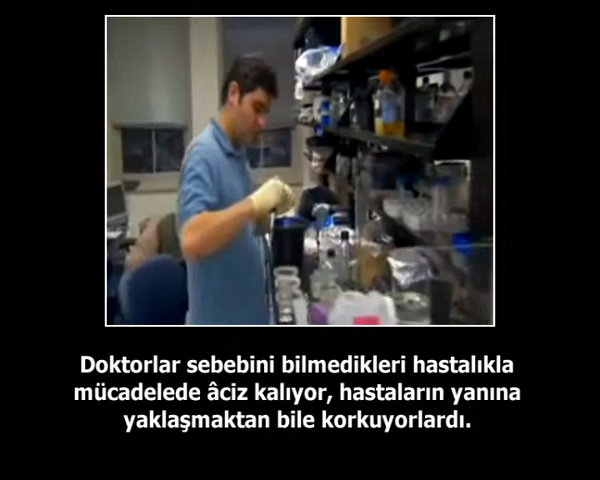 Doktorlar sebebini bilmedikleri hastalıkla
mücadelede âciz kalıyor, hastaların yanına
yaklaşmaktan bile korkuyorlardı.